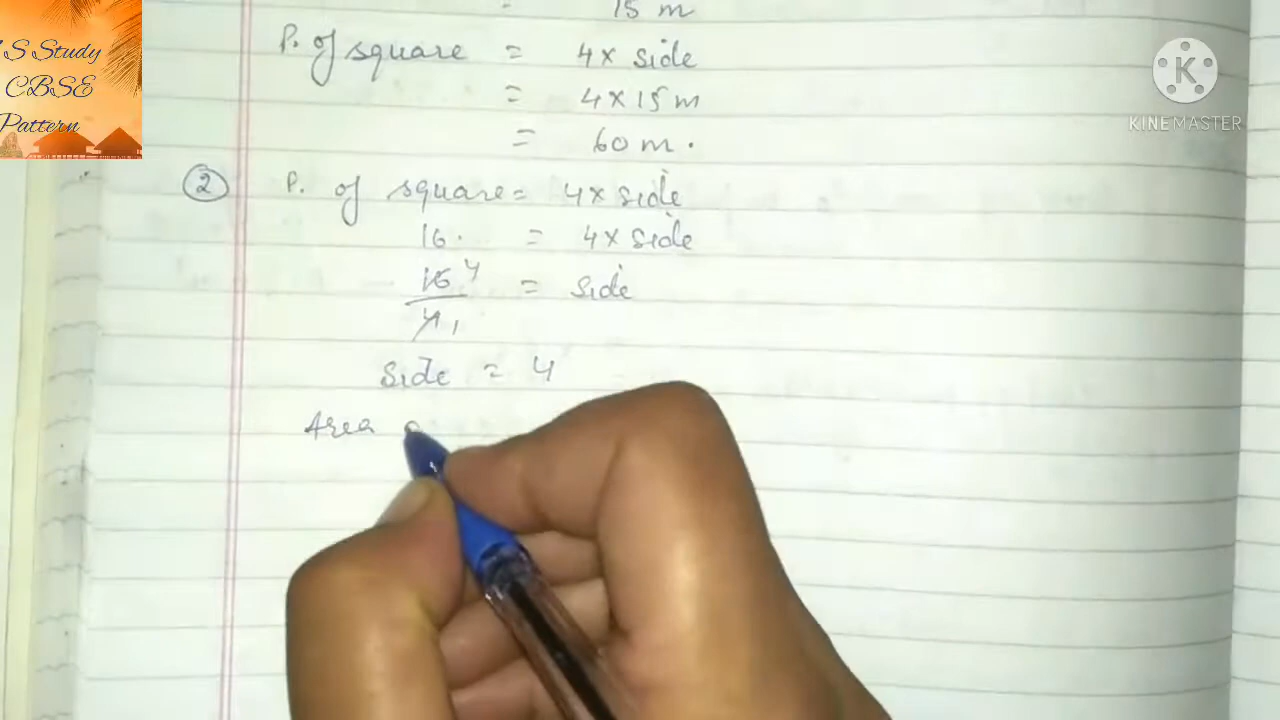 'S Study
CBSE
Pattern
K
KINEMASTER
= 15 m
P. of square = 4 × side
= 4 × 15 m
= 60 m.
② P. of square = 4 × side
16. = 4 × side
16 4 = side
4 1
Side = 4
Area